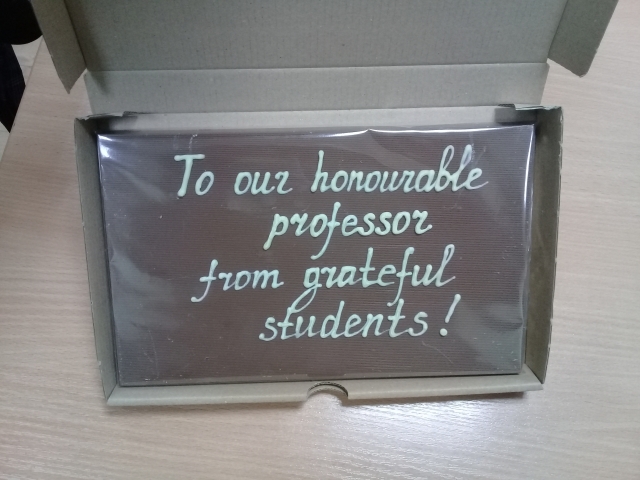 To our honourable
professor
from grateful
students!